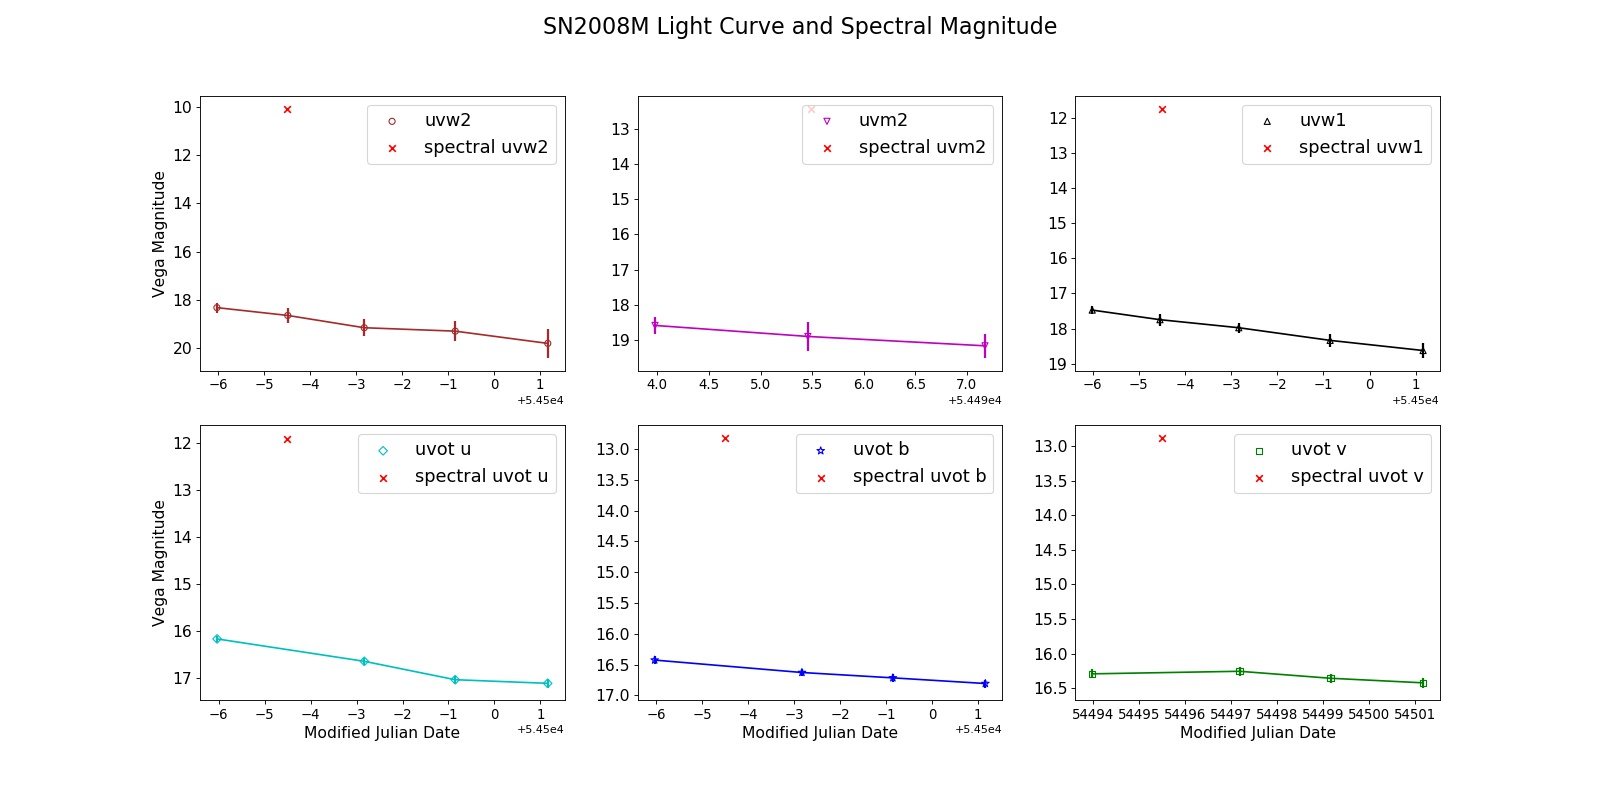 SN2008M Light Curve and Spectral Magnitude
Vega Magnitude
10
12
14
16
18
20
uvw2
spectral uvw2
−6 −5 −4 −3 −2 −1 0 1
+5.45e4
13
14
15
16
17
18
19
uvm2
spectral uvm2
4.0 4.5 5.0 5.5 6.0 6.5 7.0
+5.449e4
12
13
14
15
16
17
18
19
uvw1
spectral uvw1
−6 −5 −4 −3 −2 −1 0 1
+5.45e4
Vega Magnitude
12
13
14
15
16
17
uvot u
spectral uvot u
−6 −5 −4 −3 −2 −1 0 1
Modified Julian Date
+5.45e4
13.0
13.5
14.0
14.5
15.0
15.5
16.0
16.5
17.0
uvot b
spectral uvot b
−6 −5 −4 −3 −2 −1 0 1
Modified Julian Date
+5.45e4
13.0
13.5
14.0
14.5
15.0
15.5
16.0
16.5
uvot v
spectral uvot v
54494 54495 54496 54497 54498 54499 54500 54501
Modified Julian Date